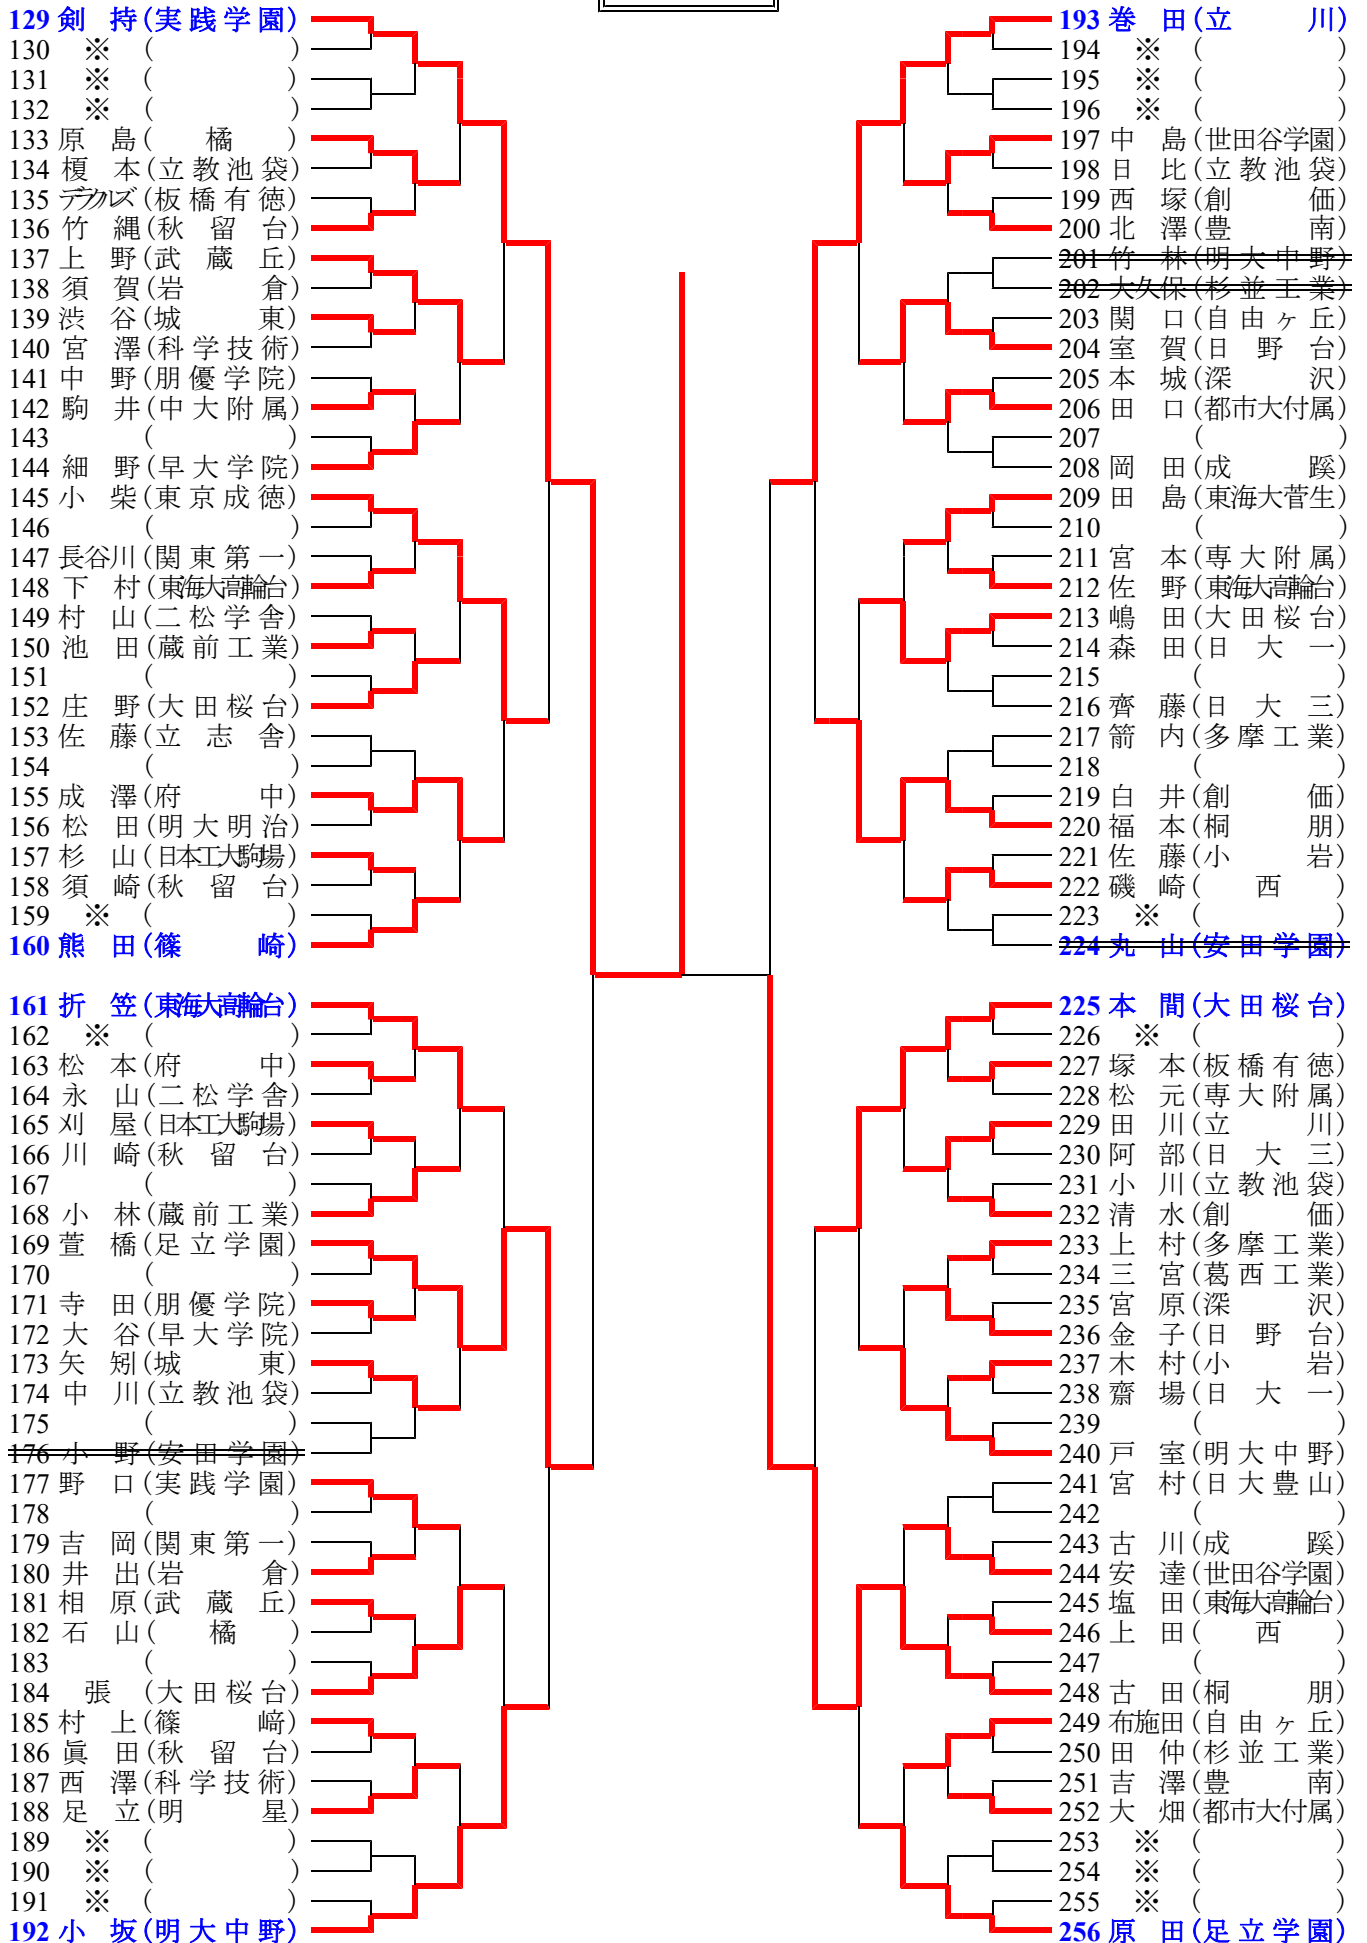 129 剣 持(実践学園)
130 ※ ( )
131 ※ ( )
132 ※ ( )
133 原 島( 橘 )
134 榎 本(立教池袋)
135 デラクルズ(板橋有徳)
136 竹 縄(秋 留 台)
137 上 野(武 蔵 丘)
138 須 賀(岩 倉)
139 渋 谷(城 東)
140 宮 澤(科学技術)
141 中 野(朋優学院)
142 駒 井(中大附属)
143 ( )
144 細 野(早大学院)
145 小 柴(東京成徳)
146 ( )
147 長谷川(関東第一)
148 下 村(東海大高輪台)
149 村 山(二松学舎)
150 池 田(蔵前工業)
151 ( )
152 庄 野(大田桜台)
153 佐 藤(立 志 舎)
154 ( )
155 成 澤(府 中)
156 松 田(明大明治)
157 杉 山(日本工大駒場)
158 須 崎(秋 留 台)
159 ※ ( )
160 熊 田(篠 崎)
161 折 笠(東海大高輪台)
162 ※ ( )
163 松 本(府 中)
164 永 山(二松学舎)
165 刈 屋(日本工大駒場)
166 川 崎(秋 留 台)
167 ( )
168 小 林(蔵前工業)
169 萱 橋(足立学園)
170 ( )
171 寺 田(朋優学院)
172 大 谷(早大学院)
173 矢 矧(城 東)
174 中 川(立教池袋)
175 ( )
176 小 野(安田学園)
177 野 口(実践学園)
178 ( )
179 吉 岡(関東第一)
180 井 出(岩 倉)
181 相 原(武 蔵 丘)
182 石 山( 橘 )
183 ( )
184 張 (大田桜台)
185 村 上(篠 﨑)
186 眞 田(秋 留 台)
187 西 澤(科学技術)
188 足 立(明 星)
189 ※ ( )
190 ※ ( )
191 ※ ( )
192 小 坂(明大中野)
193 巻 田(立 川)
194 ※ ( )
195 ※ ( )
196 ※ ( )
197 中 島(世田谷学園)
198 日 比(立教池袋)
199 西 塚(創 価)
200 北 澤(豊 南)
201 竹 林(明大中野)
202 大久保(杉並工業)
203 関 口(自由ヶ丘)
204 室 賀(日 野 台)
205 本 城(深 沢)
206 田 口(都市大付属)
207 ( )
208 岡 田(成 蹊)
209 田 島(東海大菅生)
210 ( )
211 宮 本(専大附属)
212 佐 野(東海大高輪台)
213 嶋 田(大田桜台)
214 森 田(日 大 一)
215 ( )
216 齊 藤(日 大 三)
217 箭 内(多摩工業)
218 ( )
219 白 井(創 価)
220 福 本(桐 朋)
221 佐 藤(小 岩)
222 磯 崎( 西 )
223 ※ ( )
224 丸 山(安田学園)
225 本 間(大田桜台)
226 ※ ( )
227 塚 本(板橋有徳)
228 松 元(専大附属)
229 田 川(立 川)
230 阿 部(日 大 三)
231 小 川(立教池袋)
232 清 水(創 価)
233 上 村(多摩工業)
234 三 宮(葛西工業)
235 宮 原(深 沢)
236 金 子(日 野 台)
237 木 村(小 岩)
238 齋 場(日 大 一)
239 ( )
240 戸 室(明大中野)
241 宮 村(日大豊山)
242 ( )
243 古 川(成 蹊)
244 安 達(世田谷学園)
245 塩 田(東海大高輪台)
246 上 田( 西 )
247 ( )
248 古 田(桐 朋)
249 布施田(自由ヶ丘)
250 田 仲(杉並工業)
251 吉 澤(豊 南)
252 大 畑(都市大付属)
253 ※ ( )
254 ※ ( )
255 ※ ( )
256 原 田(足立学園)